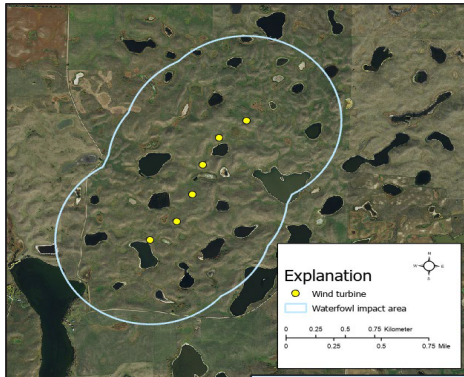 Explanation
N
W E
S
Wind turbine
Waterfowl impact area
0 0.25 0.5 0.75 Kilometer
0 0.25 0.5 0.75 Mile